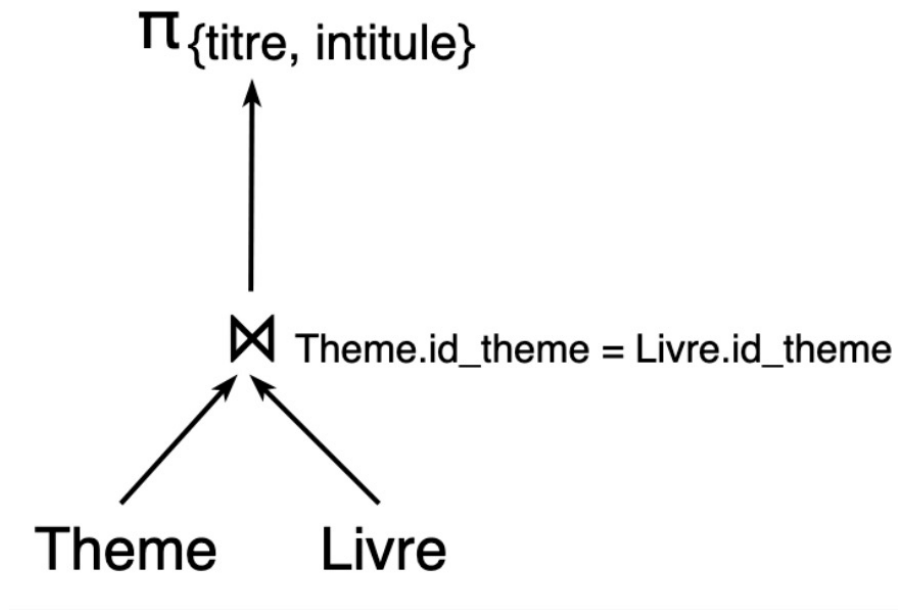 π {titre, intitule}
⋈ Theme.id_theme = Livre.id_theme
Theme Livre